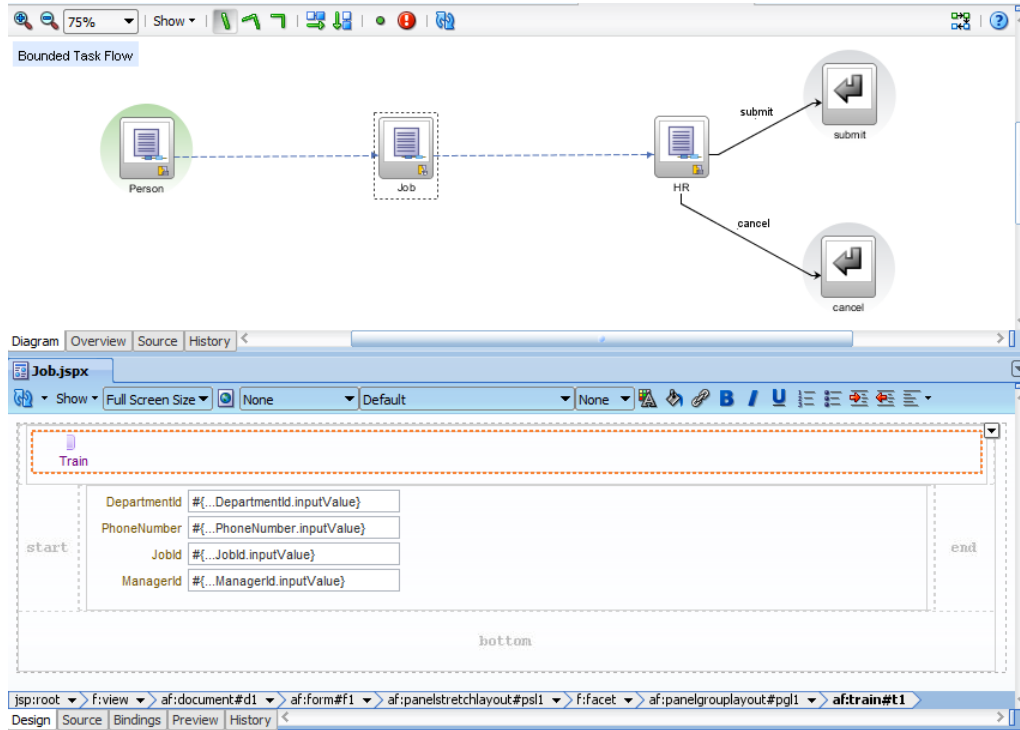 75% Show
Bounded Task Flow
submit
submit
Person Job HR
cancel
cancel
Diagram Overview Source History
Job.jspx
Show Full Screen Size None Default None B I U
Train
DepartmentId #{...DepartmentId.inputValue}
PhoneNumber #{...PhoneNumber.inputValue}
start JobId #{...JobId.inputValue} end
ManagerId #{...ManagerId.inputValue}
bottom
jsp:root f:view af:document#d1 af:form#f1 af:panelstretchlayout#psl1 f:facet af:panelgrouplayout#pgl1 af:train#t1
Design Source Bindings Preview History